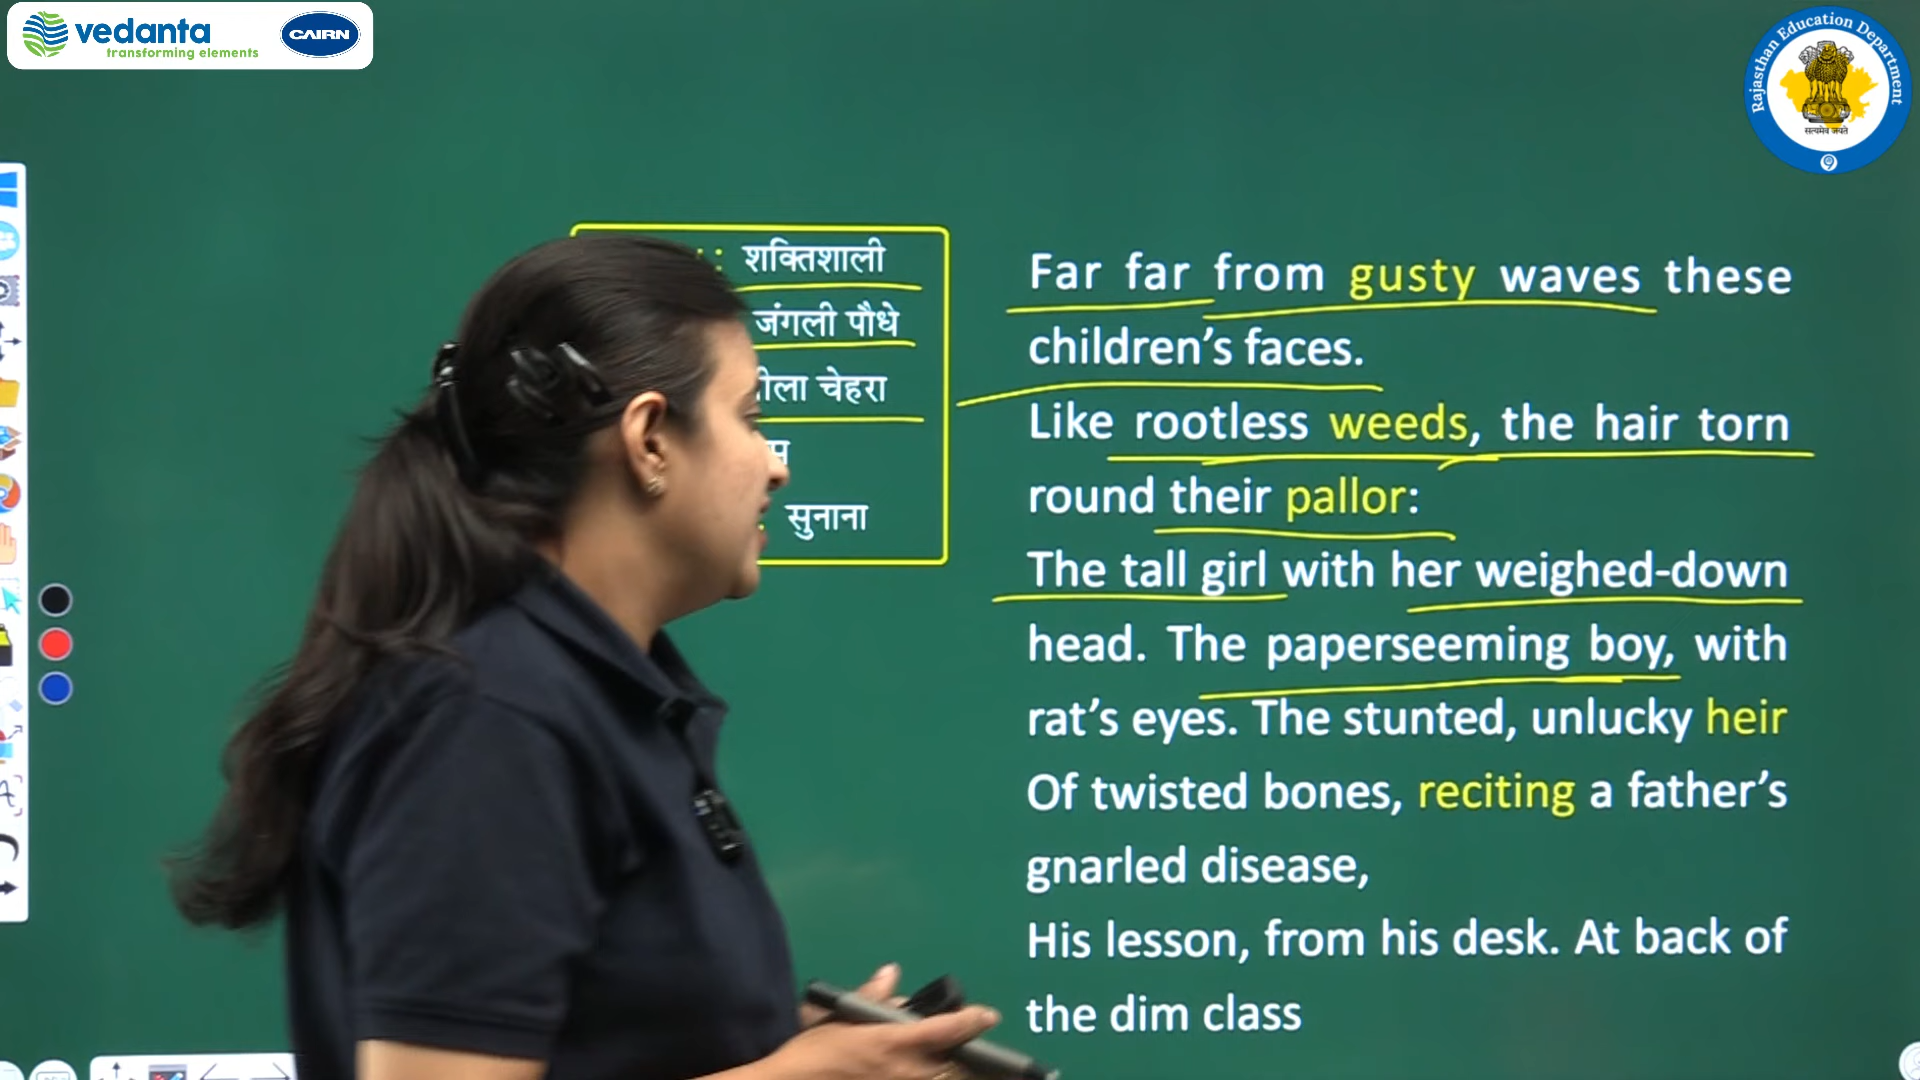 vedanta
transforming elements
CAIRN
Rajasthan Education Department
सत्यमेव जयते
: शक्तिशाली
जंगली पौधे
चेहरा
: सुनाना
Far far from gusty waves these
children's faces.
Like rootless weeds, the hair torn
round their pallor:
The tall girl with her weighed-down
head. The paperseeming boy, with
rat's eyes. The stunted, unlucky heir
Of twisted bones, reciting a father's
gnarled disease,
His lesson, from his desk. At back of
the dim class